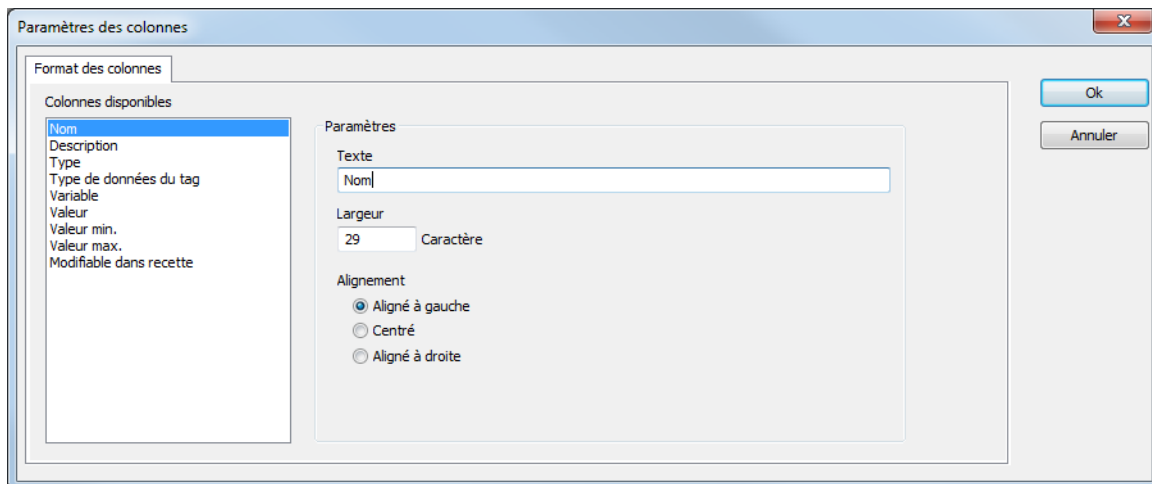 Paramètres des colonnes
Format des colonnes
Colonnes disponibles
Nom
Description
Type
Type de données du tag
Variable
Valeur
Valeur min.
Valeur max.
Modifiable dans recette
Paramètres
Texte
Nom
Largeur
29 Caractère
Alignement
Aligné à gauche
Centré
Aligné à droite
Ok
Annuler